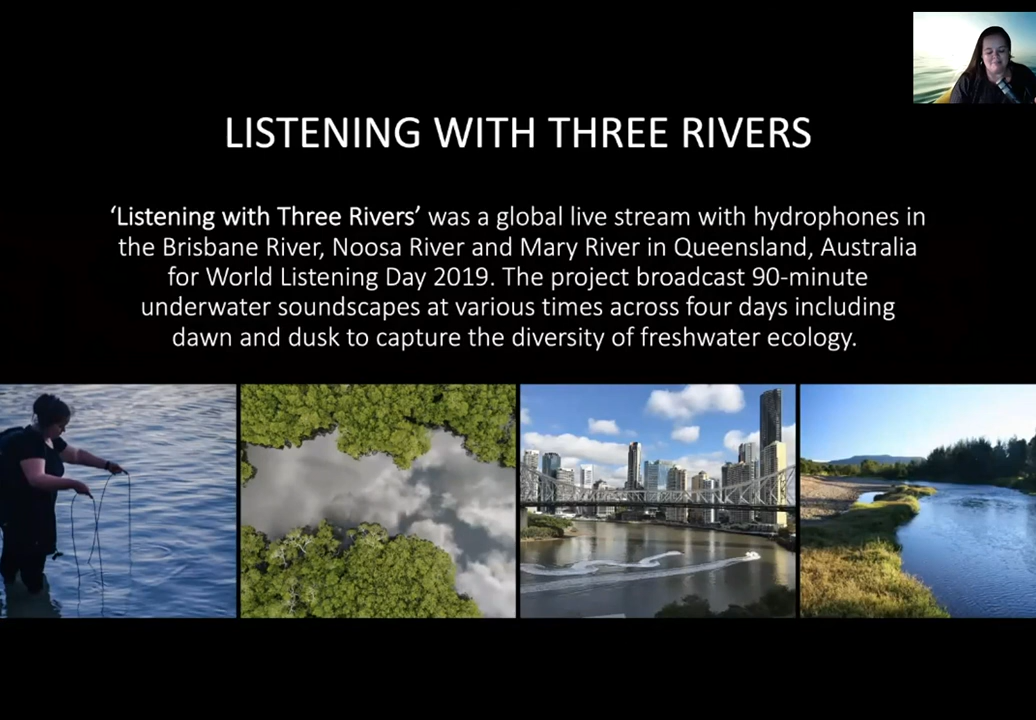 LISTENING WITH THREE RIVERS
‘Listening with Three Rivers’ was a global live stream with hydrophones in
the Brisbane River, Noosa River and Mary River in Queensland, Australia
for World Listening Day 2019. The project broadcast 90-minute
underwater soundscapes at various times across four days including
dawn and dusk to capture the diversity of freshwater ecology.